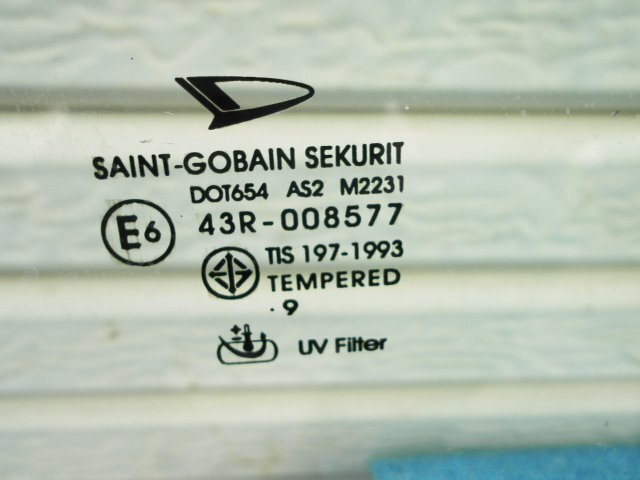 SAINT-GOBAIN SEKURIT
DOT654 AS2 M2231
E6 43R-008577
TIS 197-1993
TEMPERED
. 9
UV Filter